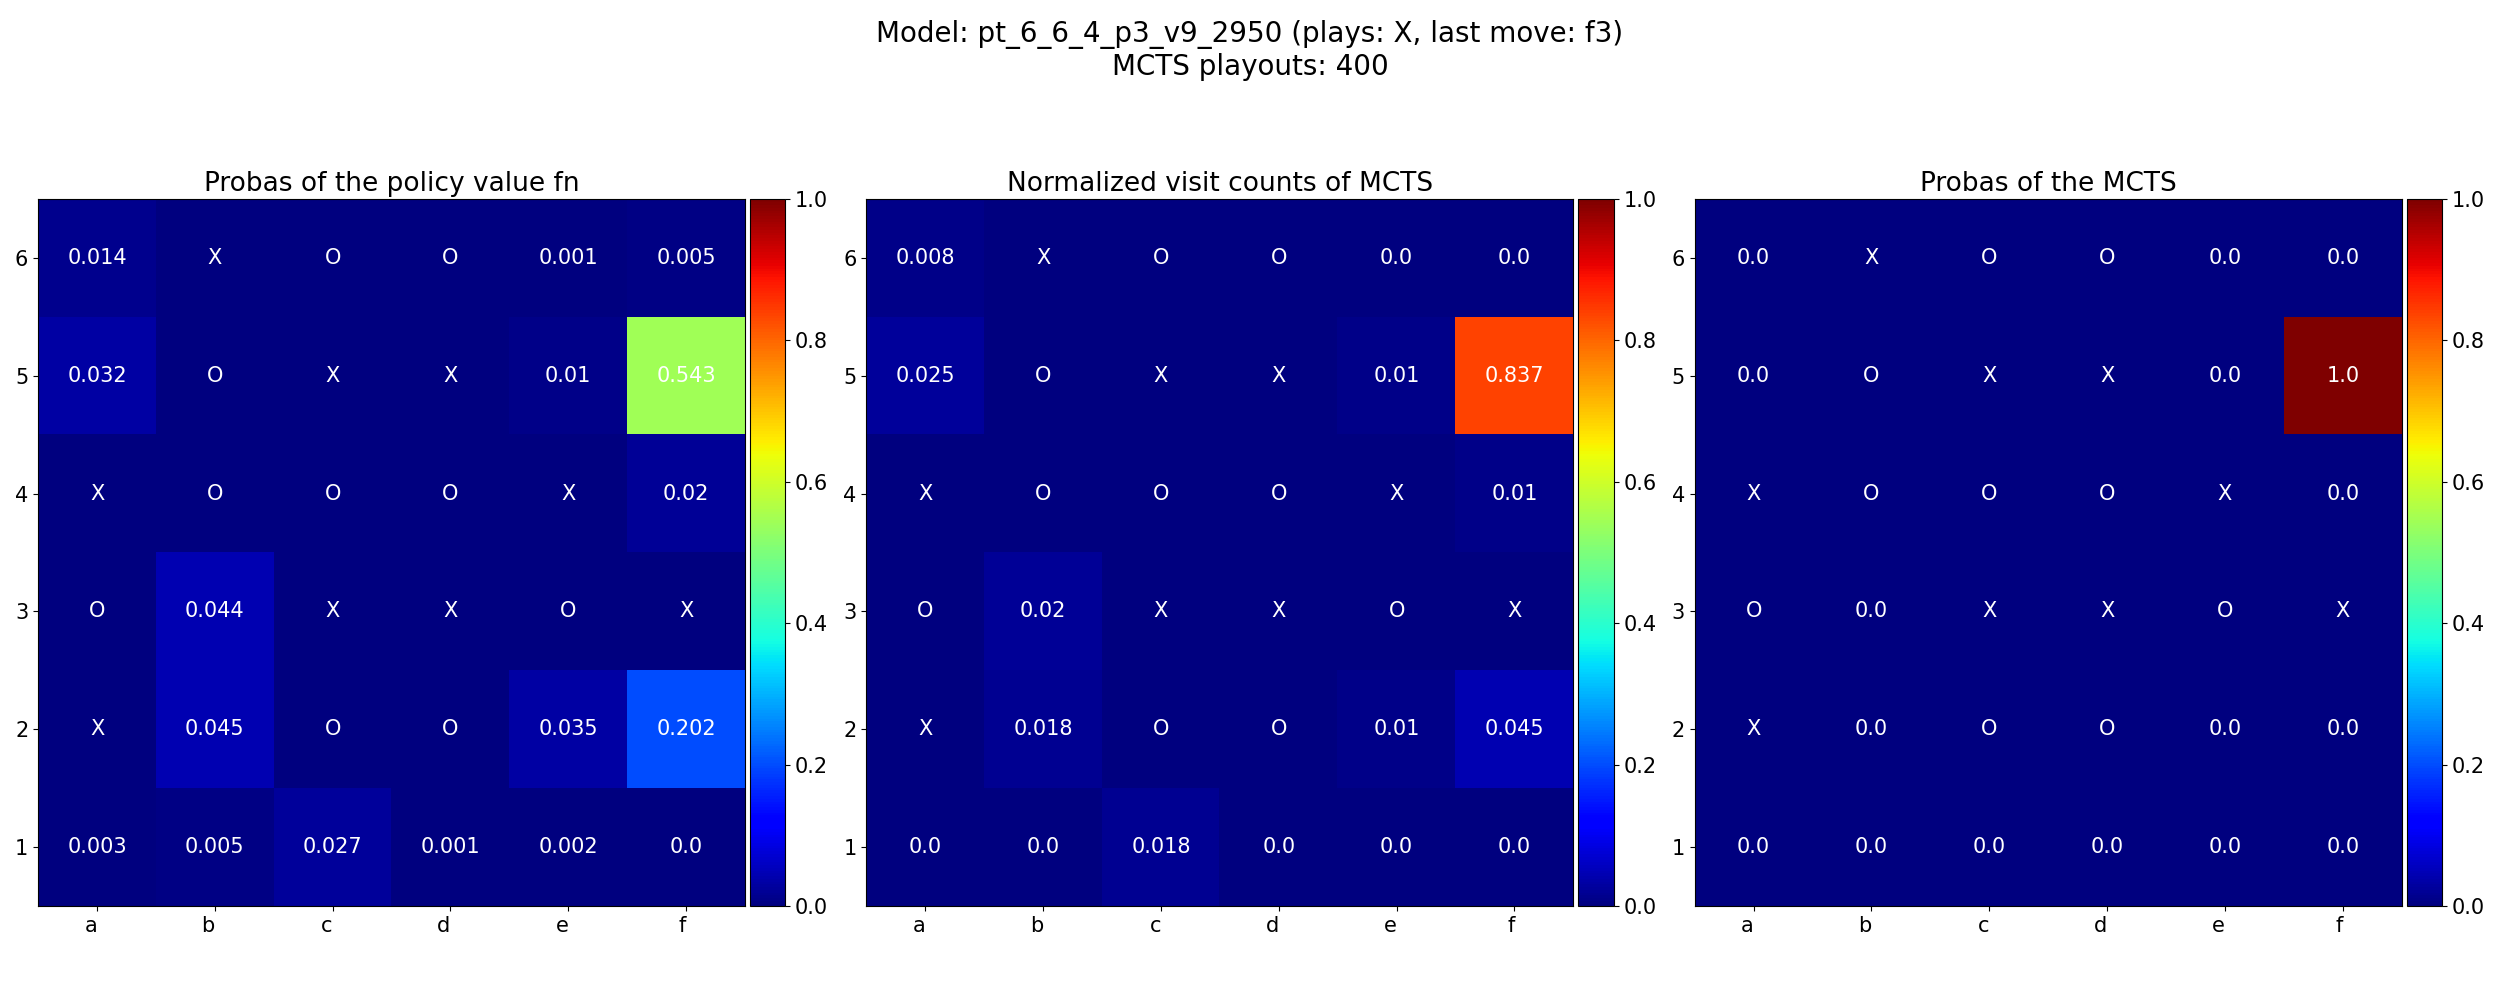 Model: pt_6_6_4_p3_v9_2950 (plays: X, last move: f3)
MCTS playouts: 400
Probas of the policy value fn
6 0.014 X O O 0.001 0.005
5 0.032 O X X 0.01 0.543
4 X O O O X 0.02
3 O 0.044 X X O X
2 X 0.045 O O 0.035 0.202
1 0.003 0.005 0.027 0.001 0.002 0.0
a b c d e f
1.0
0.8
0.6
0.4
0.2
0.0
Normalized visit counts of MCTS
6 0.008 X O O 0.0 0.0
5 0.025 O X X 0.01 0.837
4 X O O O X 0.01
3 O 0.02 X X O X
2 X 0.018 O O 0.01 0.045
1 0.0 0.0 0.018 0.0 0.0 0.0
a b c d e f
1.0
0.8
0.6
0.4
0.2
0.0
Probas of the MCTS
6 0.0 X O O 0.0 0.0
5 0.0 O X X 0.0 1.0
4 X O O O X 0.0
3 O 0.0 X X O X
2 X 0.0 O O 0.0 0.0
1 0.0 0.0 0.0 0.0 0.0 0.0
a b c d e f
1.0
0.8
0.6
0.4
0.2
0.0